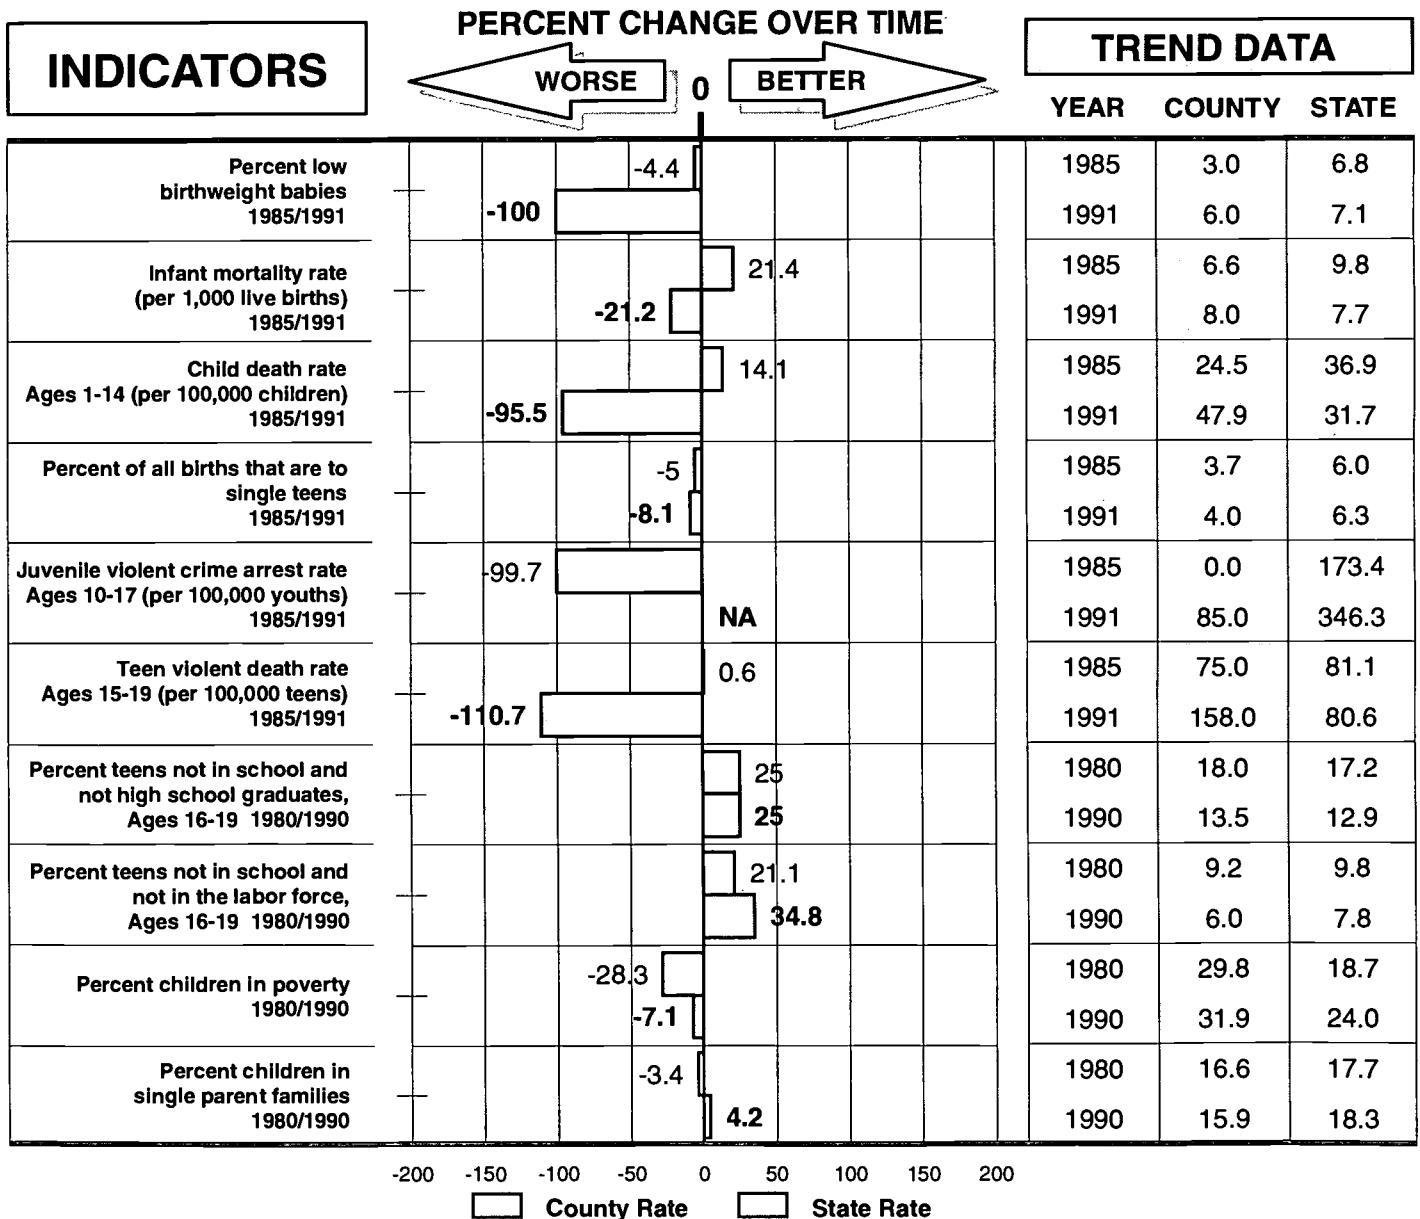 PERCENT CHANGE OVER TIME
INDICATORS
WORSE
0
BETTER
TREND DATA
YEAR COUNTY STATE
Percent low
birthweight babies
1985/1991
-4.4
-100
1985 3.0 6.8
1991 6.0 7.1
Infant mortality rate
(per 1,000 live births)
1985/1991
21.4
-21.2
1985 6.6 9.8
1991 8.0 7.7
Child death rate
Ages 1-14 (per 100,000 children)
1985/1991
14.1
-95.5
1985 24.5 36.9
1991 47.9 31.7
Percent of all births that are to
single teens
1985/1991
-5
-8.1
1985 3.7 6.0
1991 4.0 6.3
Juvenile violent crime arrest rate
Ages 10-17 (per 100,000 youths)
1985/1991
-99.7
NA
1985 0.0 173.4
1991 85.0 346.3
Teen violent death rate
Ages 15-19 (per 100,000 teens)
1985/1991
0.6
-110.7
1985 75.0 81.1
1991 158.0 80.6
Percent teens not in school and
not high school graduates,
Ages 16-19 1980/1990
25
25
1980 18.0 17.2
1990 13.5 12.9
Percent teens not in school and
not in the labor force,
Ages 16-19 1980/1990
21.1
34.8
1980 9.2 9.8
1990 6.0 7.8
Percent children in poverty
1980/1990
-28.3
-7.1
1980 29.8 18.7
1990 31.9 24.0
Percent children in
single parent families
1980/1990
-3.4
4.2
1980 16.6 17.7
1990 15.9 18.3
-200 -150 -100 -50 0 50 100 150 200
County Rate State Rate